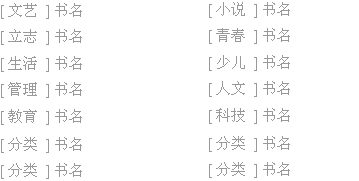 [ 文艺 ] 书名 [ 小说 ] 书名
[ 立志 ] 书名 [ 青春 ] 书名
[ 生活 ] 书名 [ 少儿 ] 书名
[ 管理 ] 书名 [ 人文 ] 书名
[ 教育 ] 书名 [ 科技 ] 书名
[ 分类 ] 书名 [ 分类 ] 书名
[ 分类 ] 书名 [ 分类 ] 书名